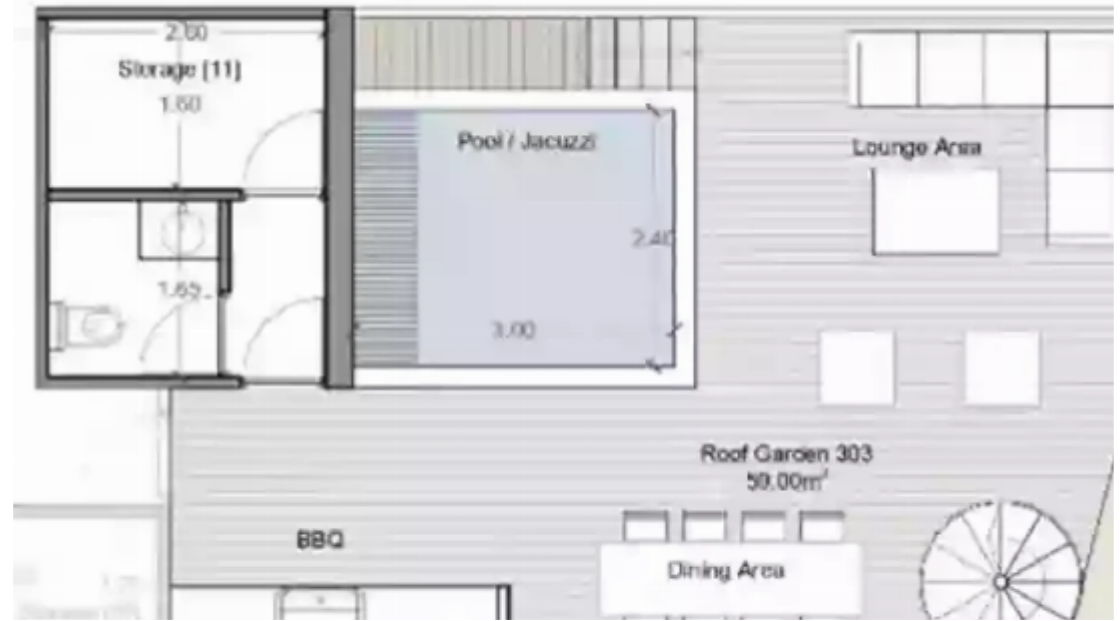 2.60
Storage [11]
1.60
Pool / Jacuzzi
Lounge Area
2.40
1.65
3.00
Roof Garden 303
50.00m²
BBQ
Dining Area